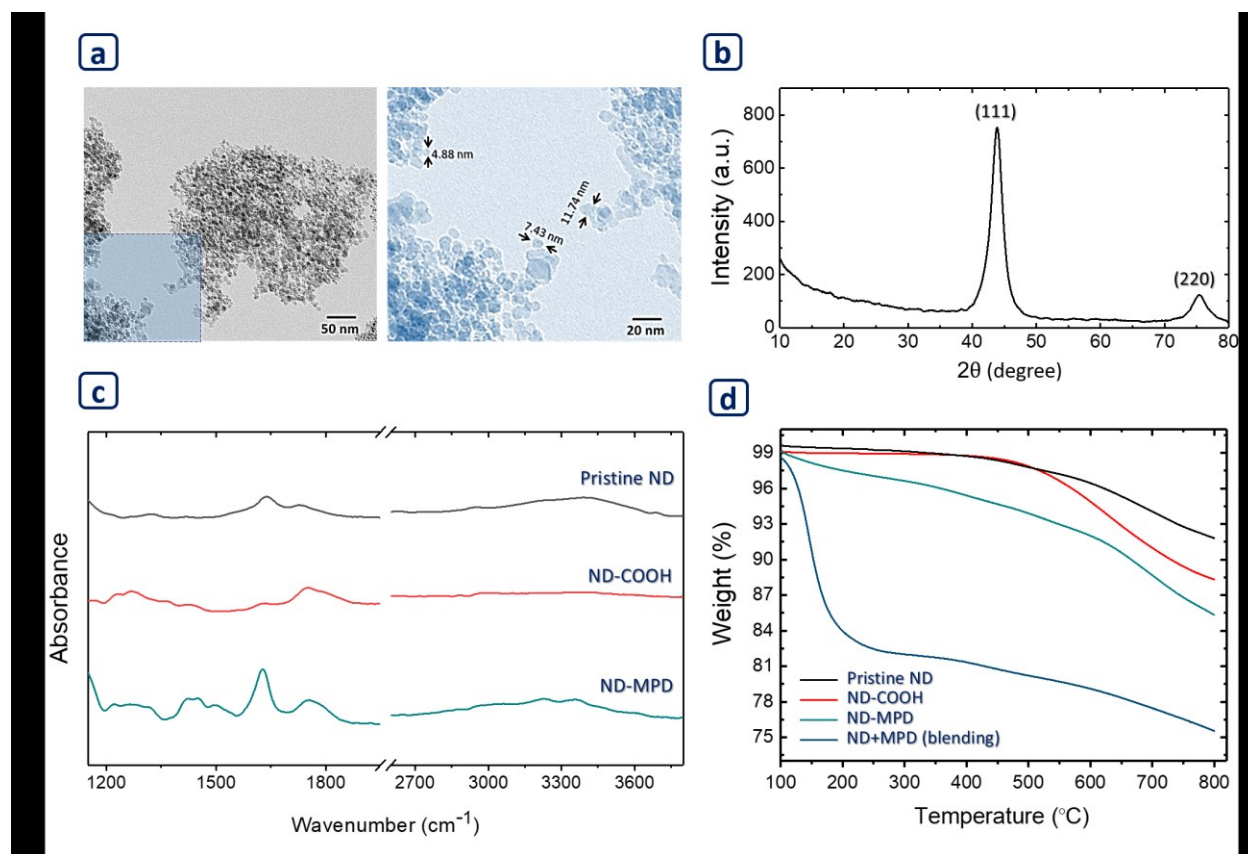 a
50 nm
4.88 nm
11.74 nm
7.43 nm
20 nm
b
Intensity (a.u.)
800
600
400
200
0
(111)
(220)
10 20 30 40 50 60 70 80
2θ (degree)
c
Absorbance
Pristine ND
ND-COOH
ND-MPD
1200 1500 1800 3000 3300 3600
Wavenumber (cm⁻¹)
d
Weight (%)
99
96
93
90
87
84
81
78
75
Pristine ND
ND-COOH
ND-MPD
ND+MPD (blending)
100 200 300 400 500 600 700 800
Temperature (°C)